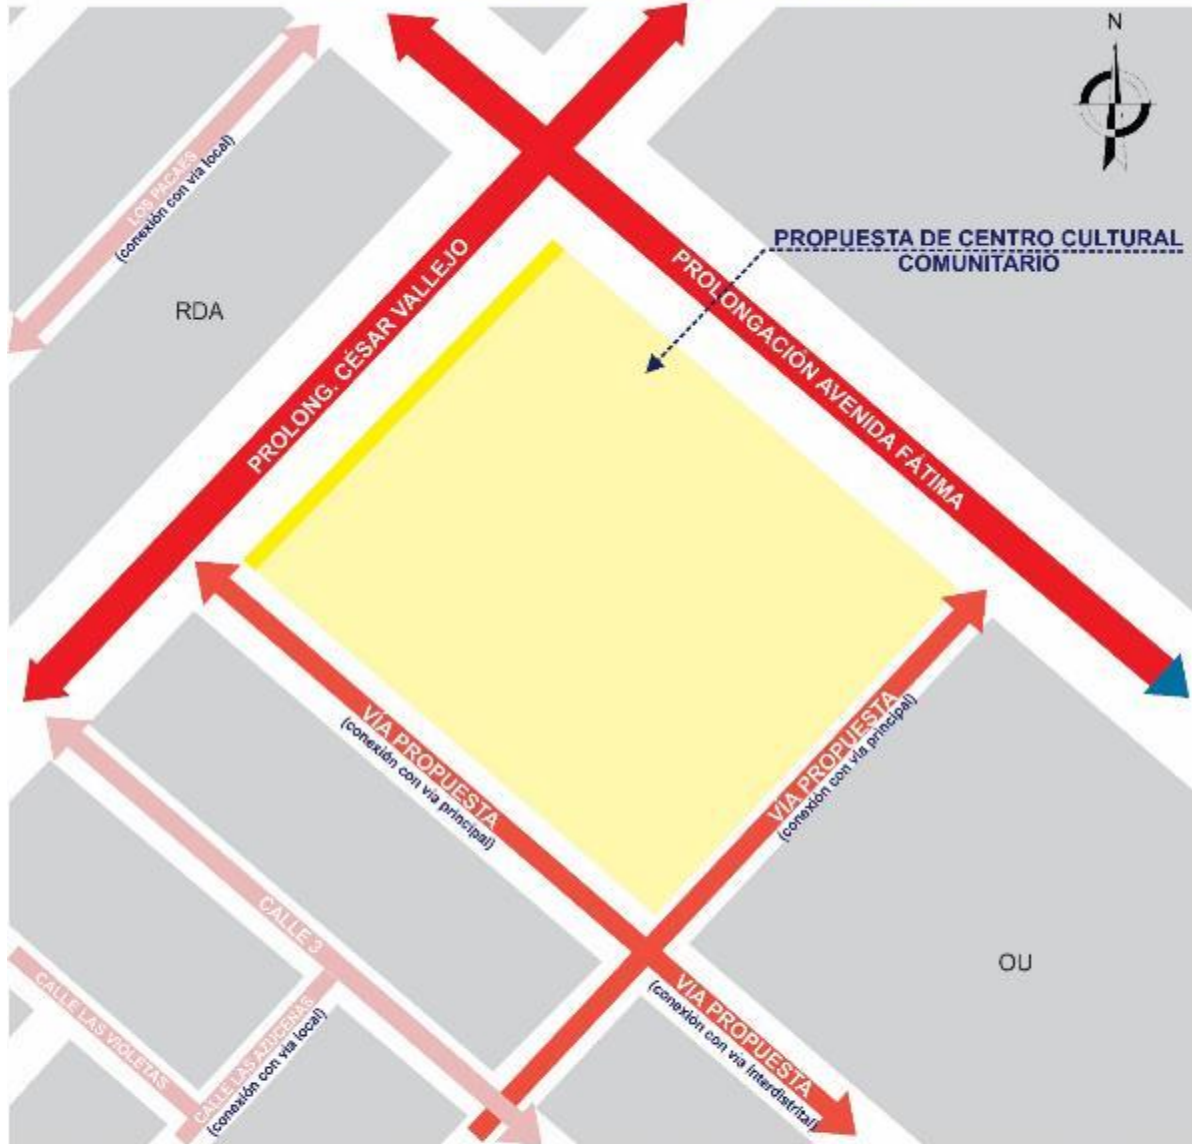 N
LOS PACAES
(conexión con vía local)
PROPUESTA DE CENTRO CULTURAL
COMUNITARIO
RDA
PROLONG. CÉSAR VALLEJO
PROLONGACIÓN AVENIDA FÁTIMA
VÍA PROPUESTA
(conexión con vía principal)
VÍA PROPUESTA
(conexión con vía principal)
CALLE 3
OU
CALLE LAS VIOLETAS
CALLE LAS AZUCENAS
(conexión con vía local)
VÍA PROPUESTA
(conexión con vía interdistrital)